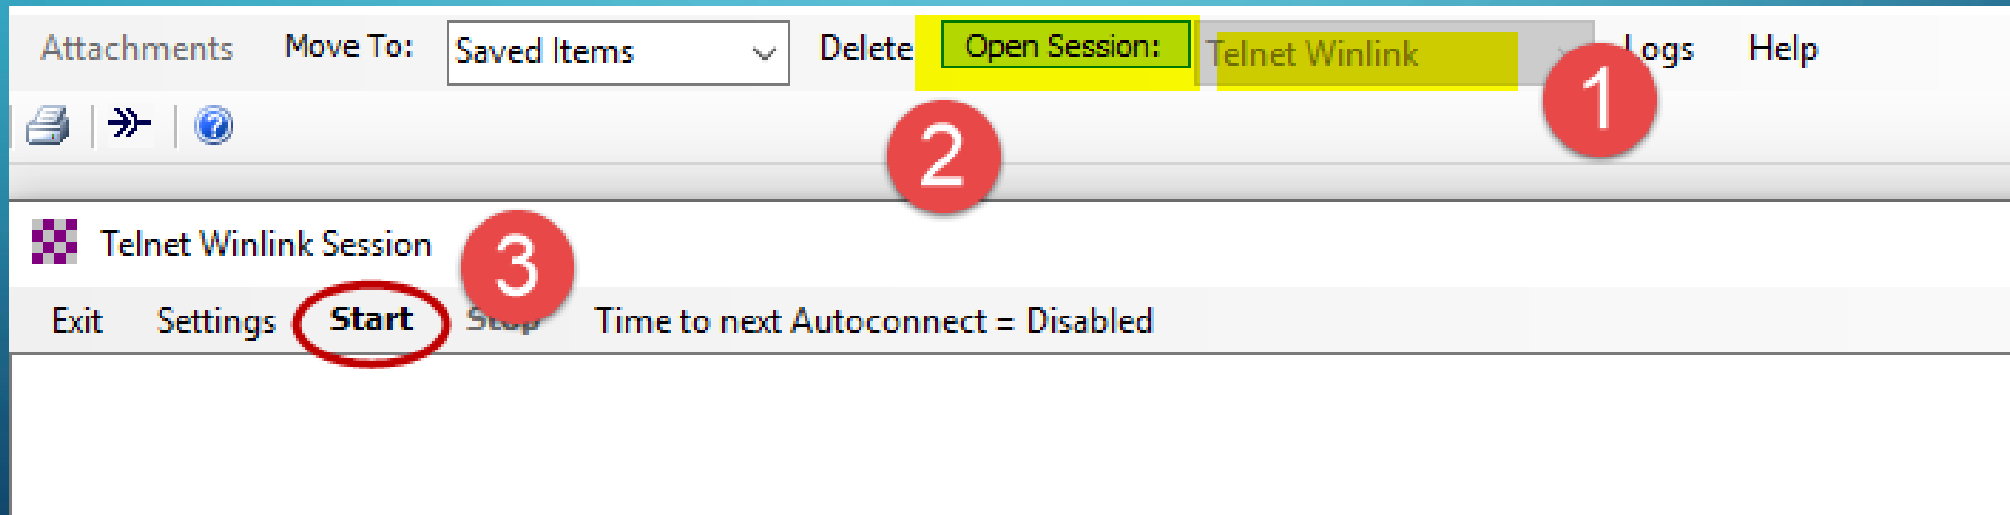 Attachments Move To: Saved Items Delete Open Session: Telnet Winlink Logs Help
1
2
Telnet Winlink Session
3
Exit Settings Start Stop Time to next Autoconnect = Disabled